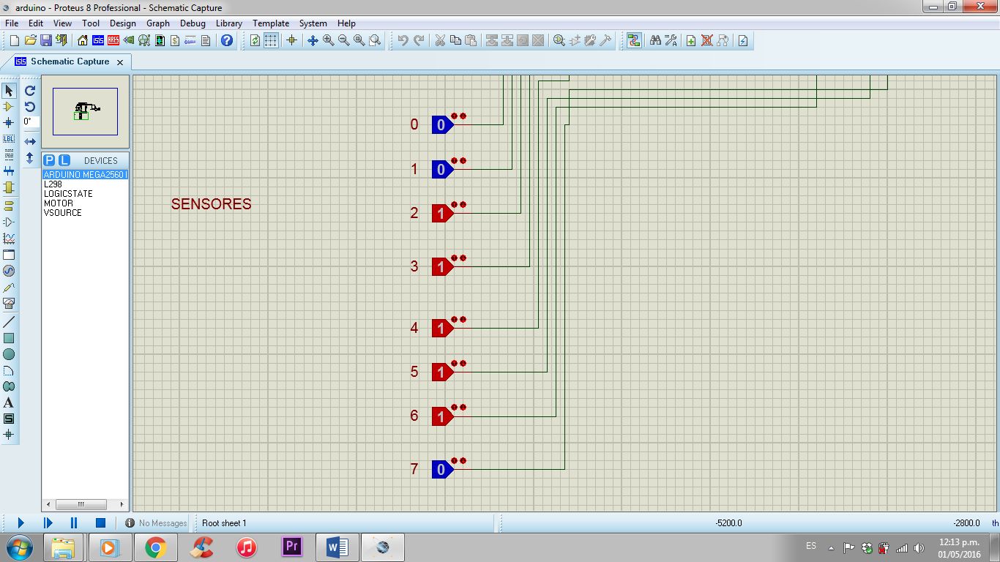 arduino - Proteus 8 Professional - Schematic Capture
File Edit View Tool Design Graph Debug Library Template System Help
Schematic Capture
0°
LBL
P L DEVICES
ARDUINO MEGA2560
L298
LOGICSTATE
MOTOR
VSOURCE
A
S
SENSORES
0 0
1 0
2 1
3 1
4 1
5 1
6 1
7 0
No Messages
Root sheet 1
-5200.0
-2800.0
th
Pr
W
ES
12:13 p.m.
01/05/2016